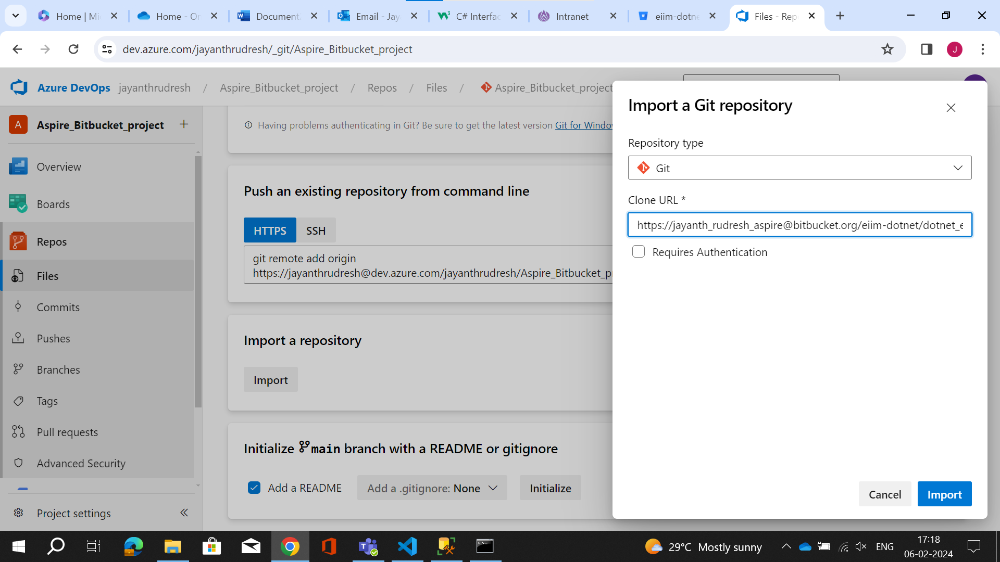 Home | Mi
Home - On
Document
Email - Jay
C# Interfac
Intranet
eiim-dotne
Files - Rep
dev.azure.com/jayanthrudresh/_git/Aspire_Bitbucket_project
J
Azure DevOps
jayanthrudresh / Aspire_Bitbucket_project / Repos / Files / Aspire_Bitbucket_project
A
Aspire_Bitbucket_project
Overview
Boards
Repos
Files
Commits
Pushes
Branches
Tags
Pull requests
Advanced Security
Project settings
Having problems authenticating in Git? Be sure to get the latest version Git for Window
Push an existing repository from command line
HTTPS
SSH
git remote add origin
https://jayanthrudresh@dev.azure.com/jayanthrudresh/Aspire_Bitbucket_p
Import a repository
Import
Initialize main branch with a README or gitignore
Add a README
Add a .gitignore: None
Initialize
Import a Git repository
Repository type
Git
Clone URL *
https://jayanth_rudresh_aspire@bitbucket.org/eiim-dotnet/dotnet_e
Requires Authentication
Cancel
Import
29°C Mostly sunny
ENG
17:18
06-02-2024